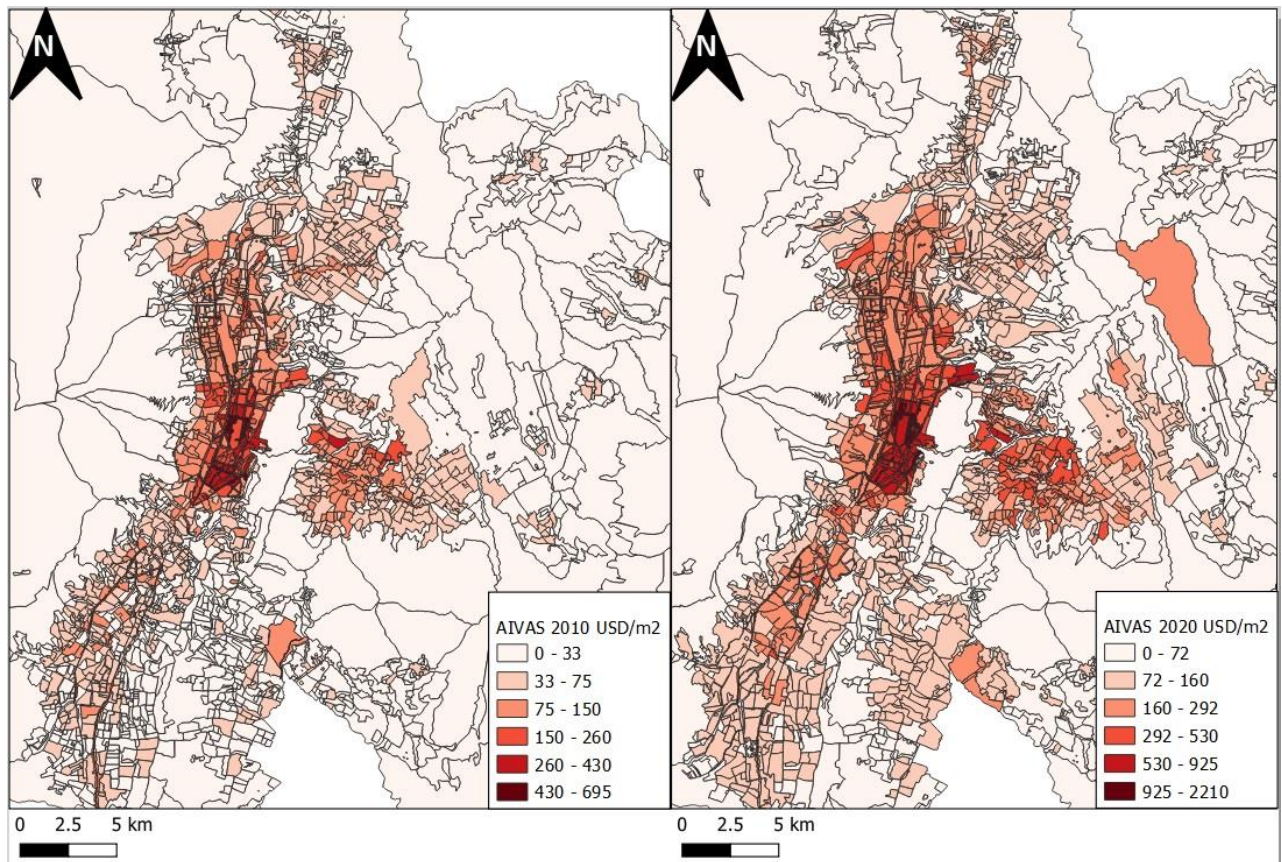 N
AIVAS 2010 USD/m2
0 - 33
33 - 75
75 - 150
150 - 260
260 - 430
430 - 695
0 2.5 5 km
N
AIVAS 2020 USD/m2
0 - 72
72 - 160
160 - 292
292 - 530
530 - 925
925 - 2210
0 2.5 5 km